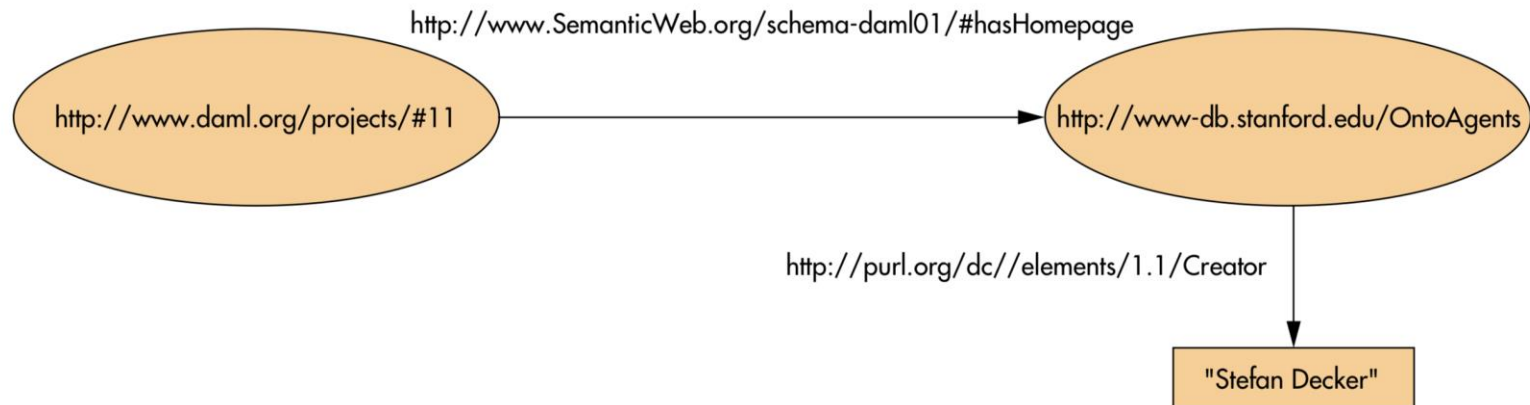 http://www.SemanticWeb.org/schema-daml01/#hasHomepage
http://www.daml.org/projects/#11
http://www-db.stanford.edu/OntoAgents
http://purl.org/dc//elements/1.1/Creator
"Stefan Decker"